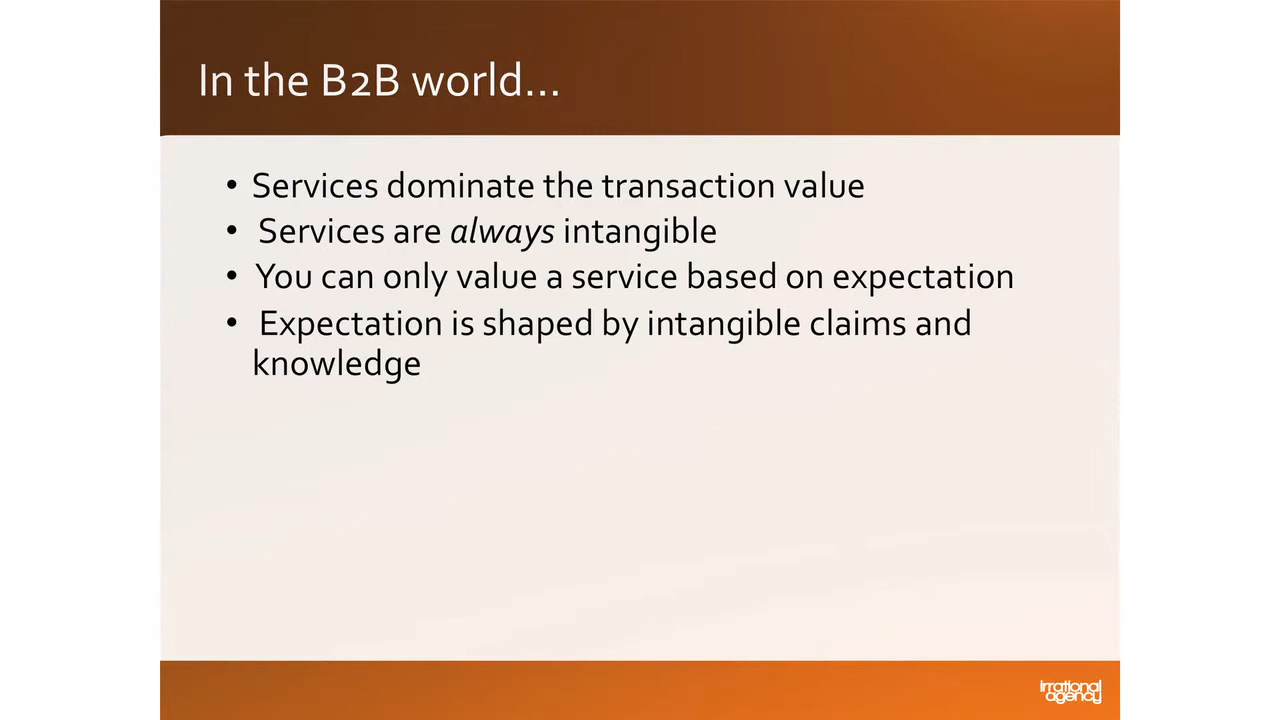 In the B2B world...
• Services dominate the transaction value
• Services are always intangible
• You can only value a service based on expectation
• Expectation is shaped by intangible claims and
knowledge
irrational
agency